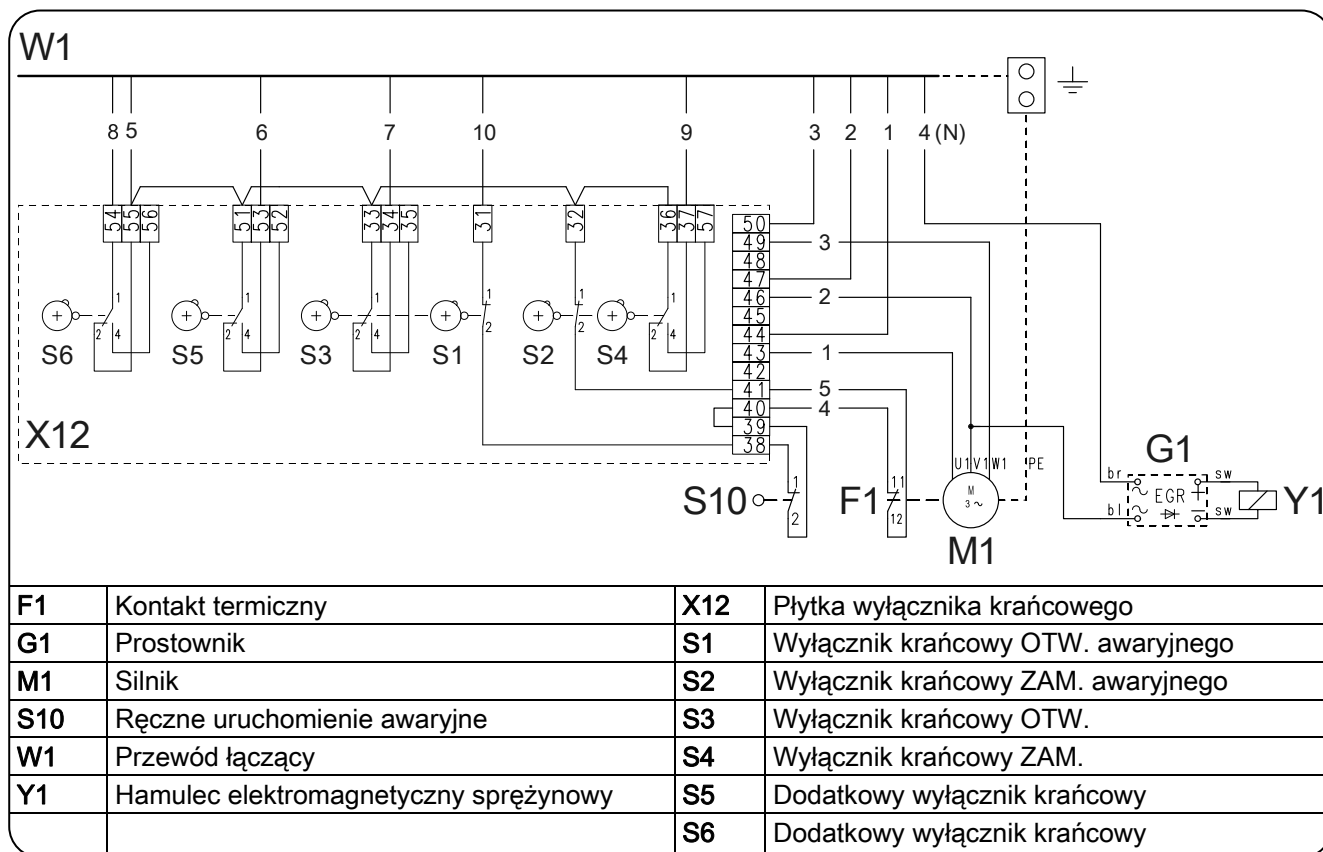 W1
8 5 6 7 10 9 3 2 1 4 (N)
54 55 56 51 53 52 33 34 35 31 32 36 37 57
50
49 3
48
47
46 2
45
44
43 1
42
41 5
40 4
39
38
1 1 1 1 1
2 4 2 4 2 4 2 2 2 4
S6 S5 S3 S1 S2 S4
X12
S10 1 2
F1 11 12
U1 V1 W1 PE
M 3 ~
M1
G1
br sw
EGR
bl sw
Y1
F1 Kontakt termiczny X12 Płytka wyłącznika krańcowego
G1 Prostownik S1 Wyłącznik krańcowy OTW. awaryjnego
M1 Silnik S2 Wyłącznik krańcowy ZAM. awaryjnego
S10 Ręczne uruchomienie awaryjne S3 Wyłącznik krańcowy OTW.
W1 Przewód łączący S4 Wyłącznik krańcowy ZAM.
Y1 Hamulec elektromagnetyczny sprężynowy S5 Dodatkowy wyłącznik krańcowy
S6 Dodatkowy wyłącznik krańcowy